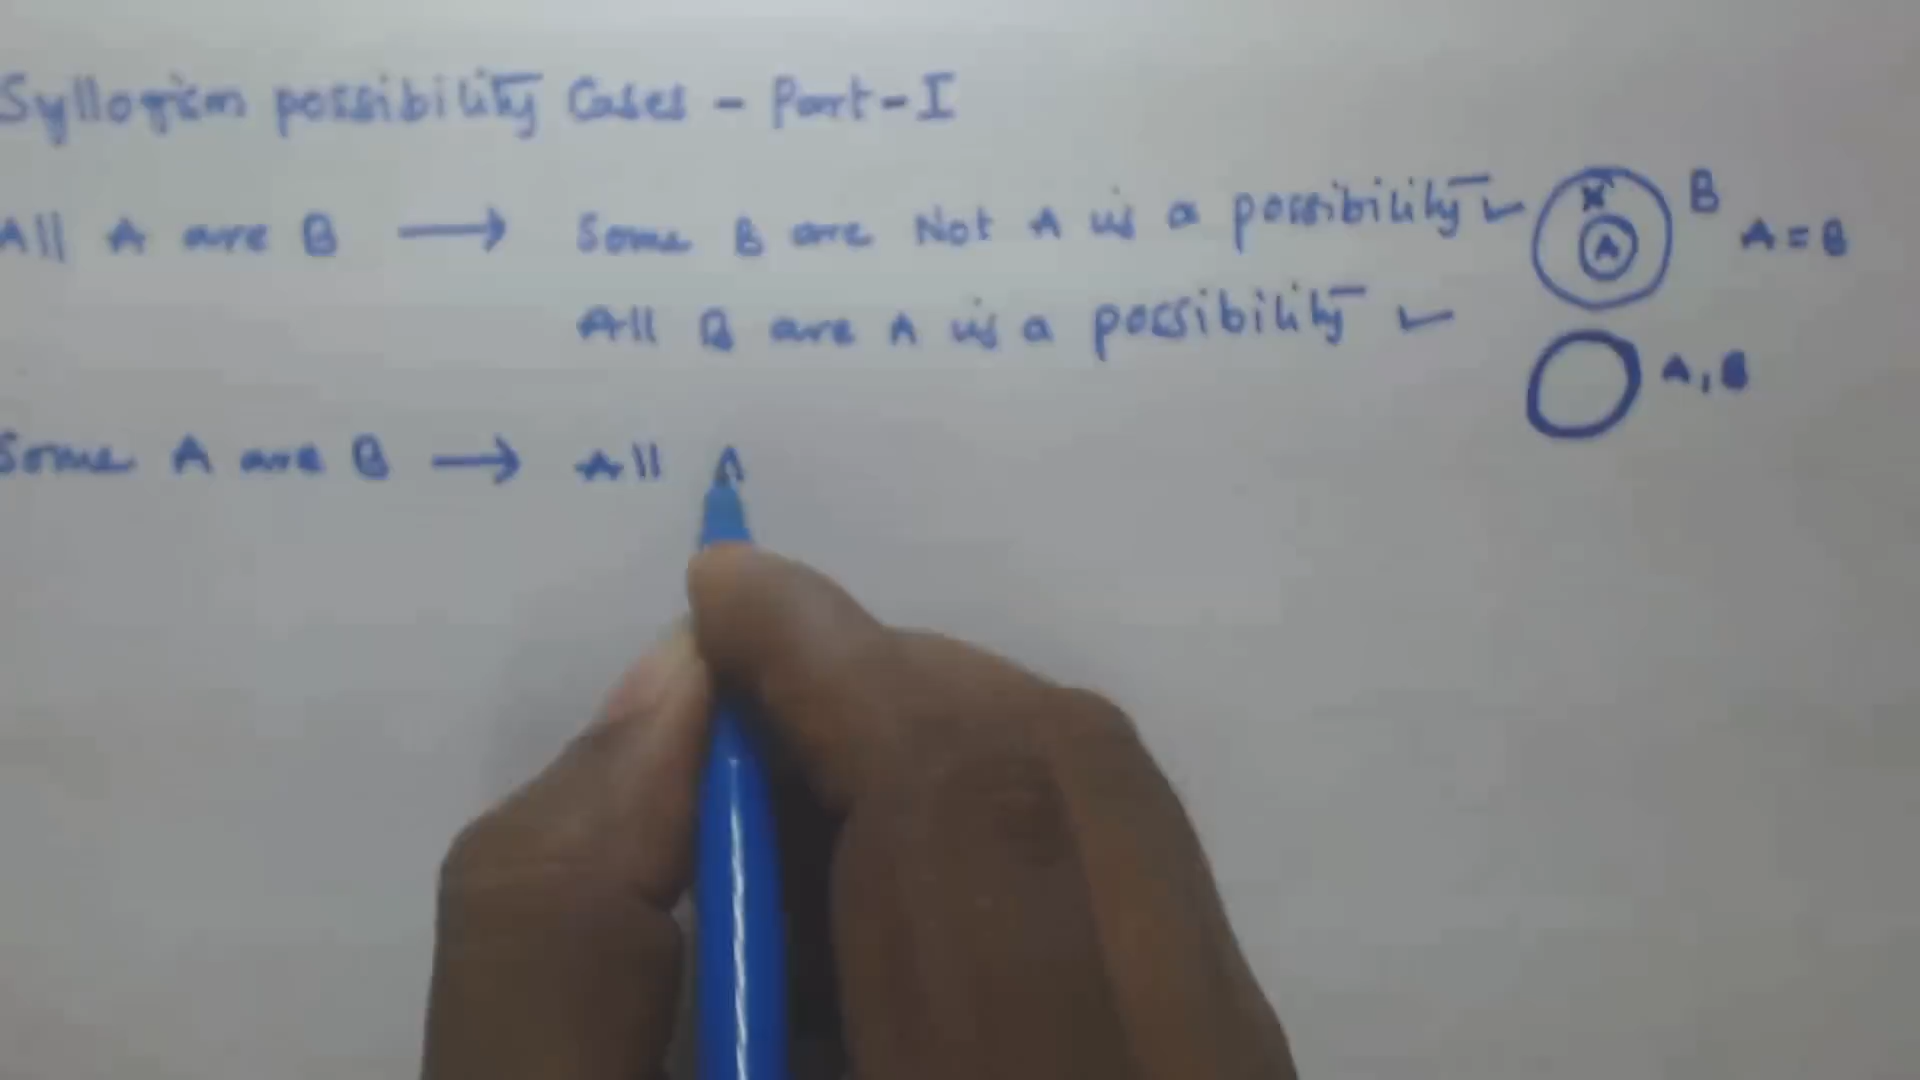 Syllogism possibility Cases - Part-I
All A are B → Some B are Not A is a possibility ✓
X
A
B
A = B
All B are A is a possibility ✓
A, B
Some A are B → All A